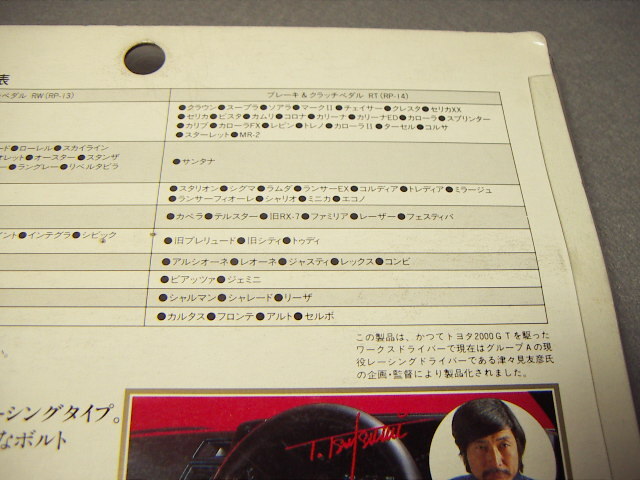 表
ペダル RW(RP-13)
ブレーキ&クラッチペダル RT(RP-14)
●クラウン●スープラ●ソアラ●マークII●チェイサー●クレスタ●セリカXX
●セリカ●ビスタ●カムリ●コロナ●カリーナ●カリーナED●カローラ●スプリンター
●カリブ●カローラFX●レビン●トレノ●カローラII●ターセル●コルサ
●スターレット●MR-2
ード●ローレル●スカイライン
オレット●オースター●スタンザ
ー●ラングレー●リベルタビラ
●サンタナ
●スタリオン●シグマ●ラムダ●ランサーEX●コルディア●トレディア●ミラージュ
●ランサーフィオーレ●シャリオ●ミニカ●エコノ
●カペラ●テルスター●旧RX-7●ファミリア●レーザー●フェスティバ
●インテグラ●シビック
●旧プレリュード●旧シティ●トゥディ
●アルシオーネ●レオーネ●ジャスティ●レックス●コンビ
●ピアッツァ●ジェミニ
●シャルマン●シャレード●リーザ
●カルタス●フロンテ●アルト●セルボ
この製品は、かつてトヨタ2000GTを駆った
ワークスドライバーで現在はグループAの現
役レーシングドライバーである津々見友彦氏
の企画・監督により製品化されました。
い。
ーシングタイプ。
なボルト
T. Tsutsumi